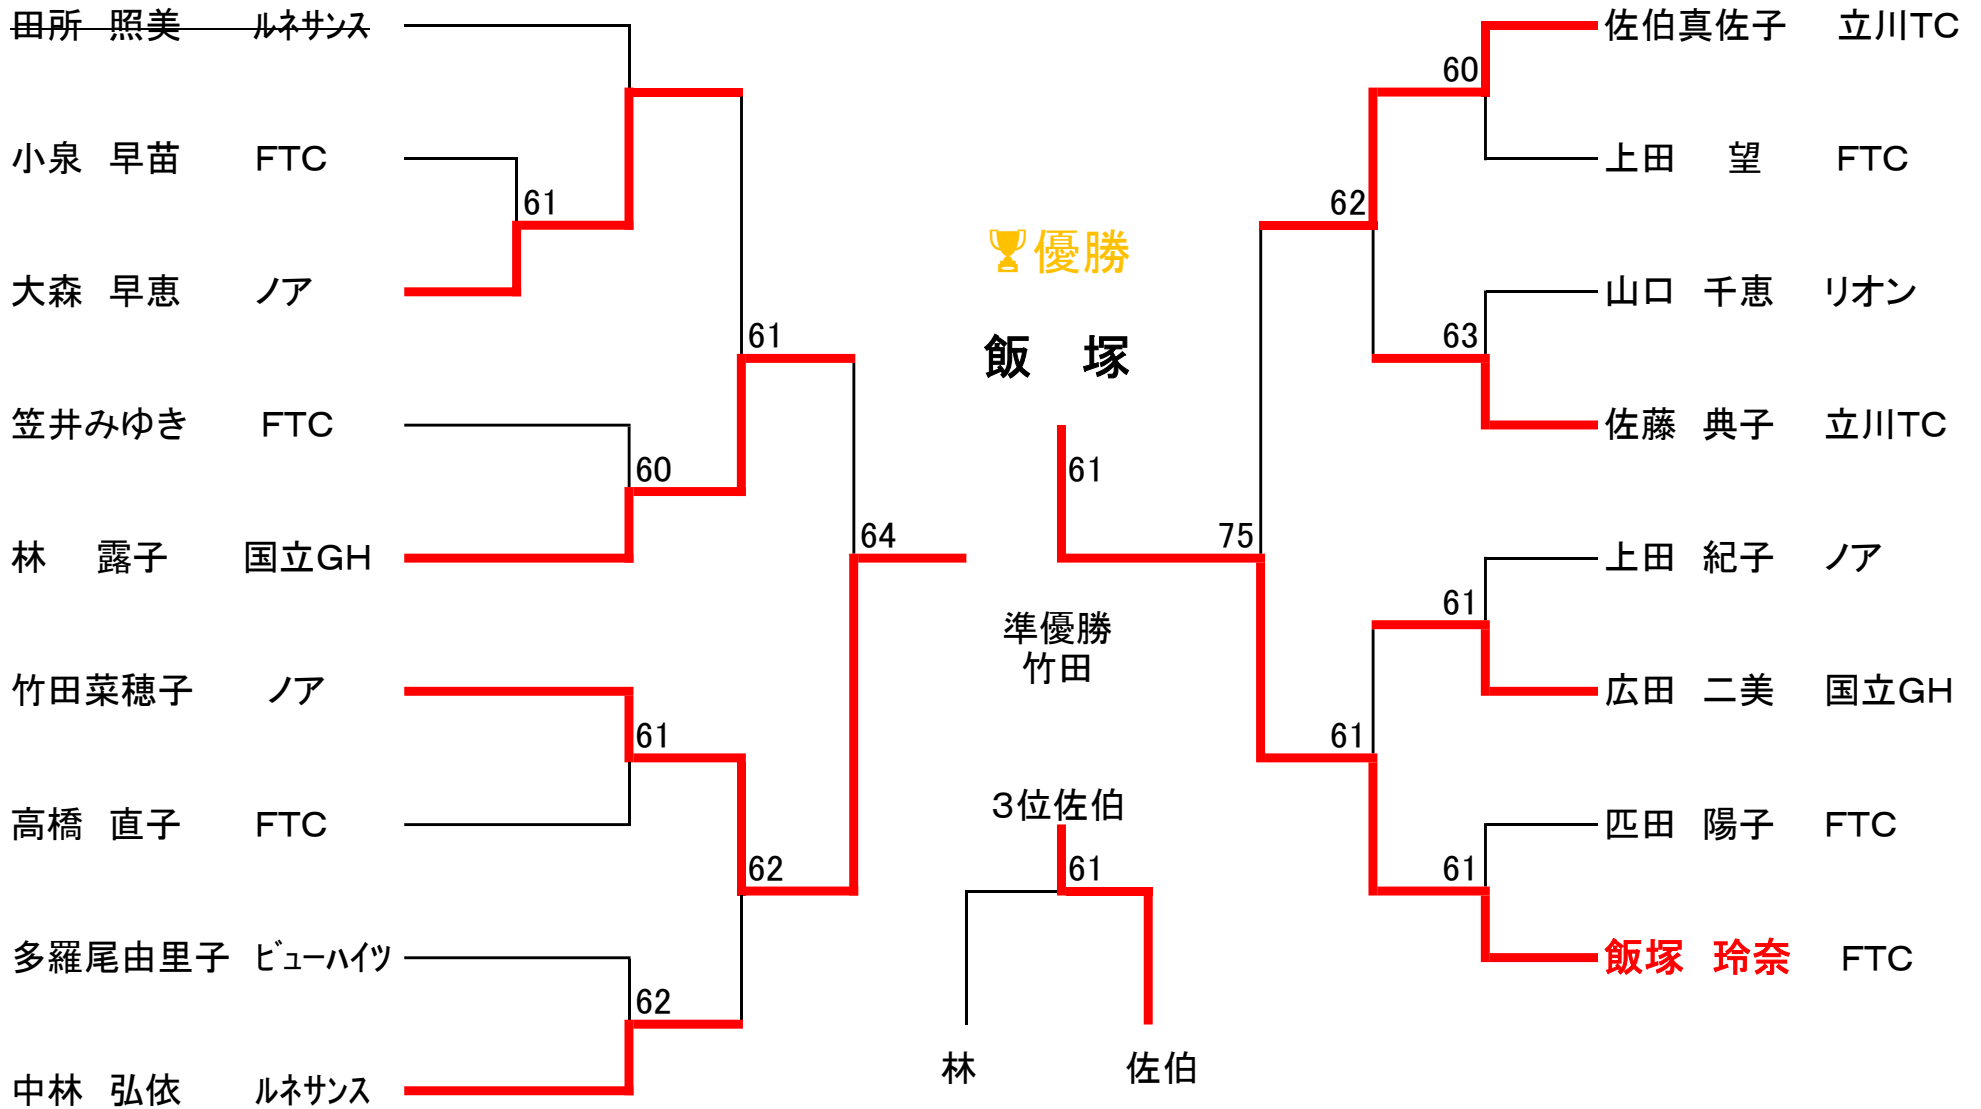 田所 照美 ルネサンス
小泉 早苗 FTC
61
大森 早恵 ノア
61
笠井みゆき FTC
60
林 露子 国立GH
64
竹田菜穂子 ノア
61
高橋 直子 FTC
62
多羅尾由里子 ビューハイツ
62
中林 弘依 ルネサンス
🏆優勝
飯 塚
61
準優勝
竹田
3位佐伯
61
林 佐伯
佐伯真佐子 立川TC
60
上田 望 FTC
62
山口 千恵 リオン
63
佐藤 典子 立川TC
75
上田 紀子 ノア
61
広田 二美 国立GH
61
匹田 陽子 FTC
61
飯塚 玲奈 FTC